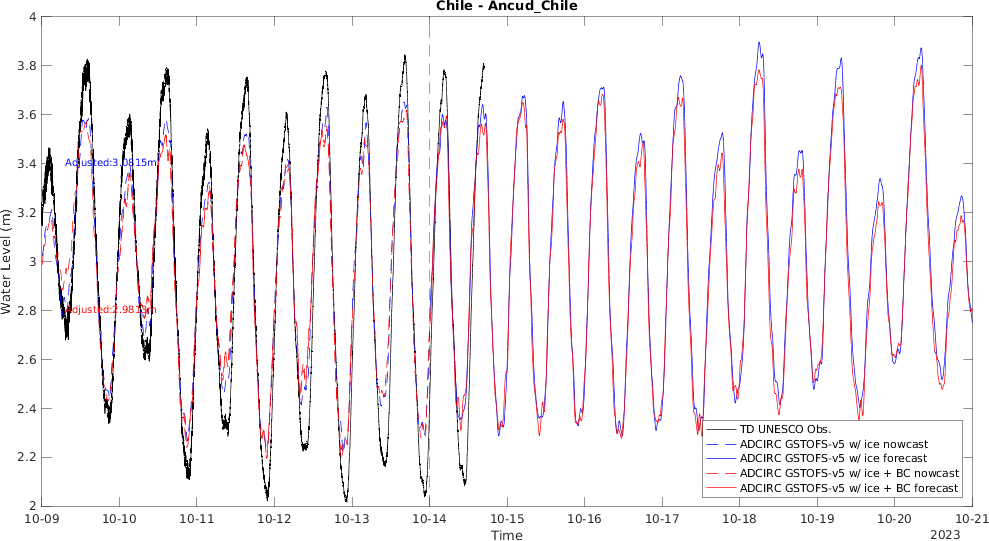 Chile - Ancud_Chile
Water Level (m)
4
3.8
3.6
3.4
3.2
3
2.8
2.6
2.4
2.2
2
Adjusted:3.0815m
TD UNESCO Obs.
ADCIRC GSTOFS-v5 w/ ice nowcast
ADCIRC GSTOFS-v5 w/ ice forecast
ADCIRC GSTOFS-v5 w/ ice + BC nowcast
ADCIRC GSTOFS-v5 w/ ice + BC forecast
10-09 10-10 10-11 10-12 10-13 10-14 10-15 10-16 10-17 10-18 10-19 10-20 10-21
Time
2023